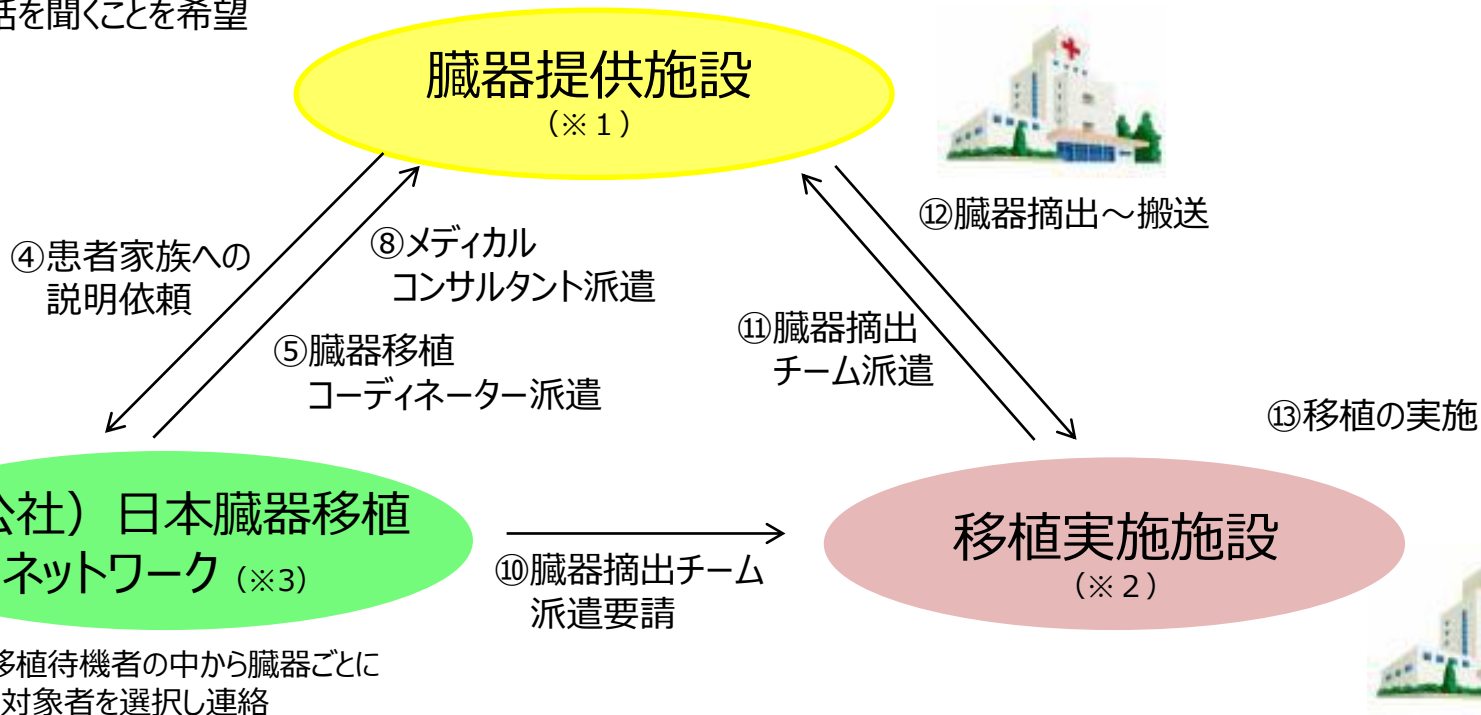 話を聞くことを希望
臓器提供施設
（※１）
⑫臓器摘出～搬送
④患者家族への
説明依頼
⑧メディカル
コンサルタント派遣
⑤臓器移植
コーディネーター派遣
⑪臓器摘出
チーム派遣
⑬移植の実施
公社）日本臓器移植
ネットワーク（※3）
⑩臓器摘出チーム
派遣要請
移植実施施設
（※２）
移植待機者の中から臓器ごとに
対象者を選択し連絡